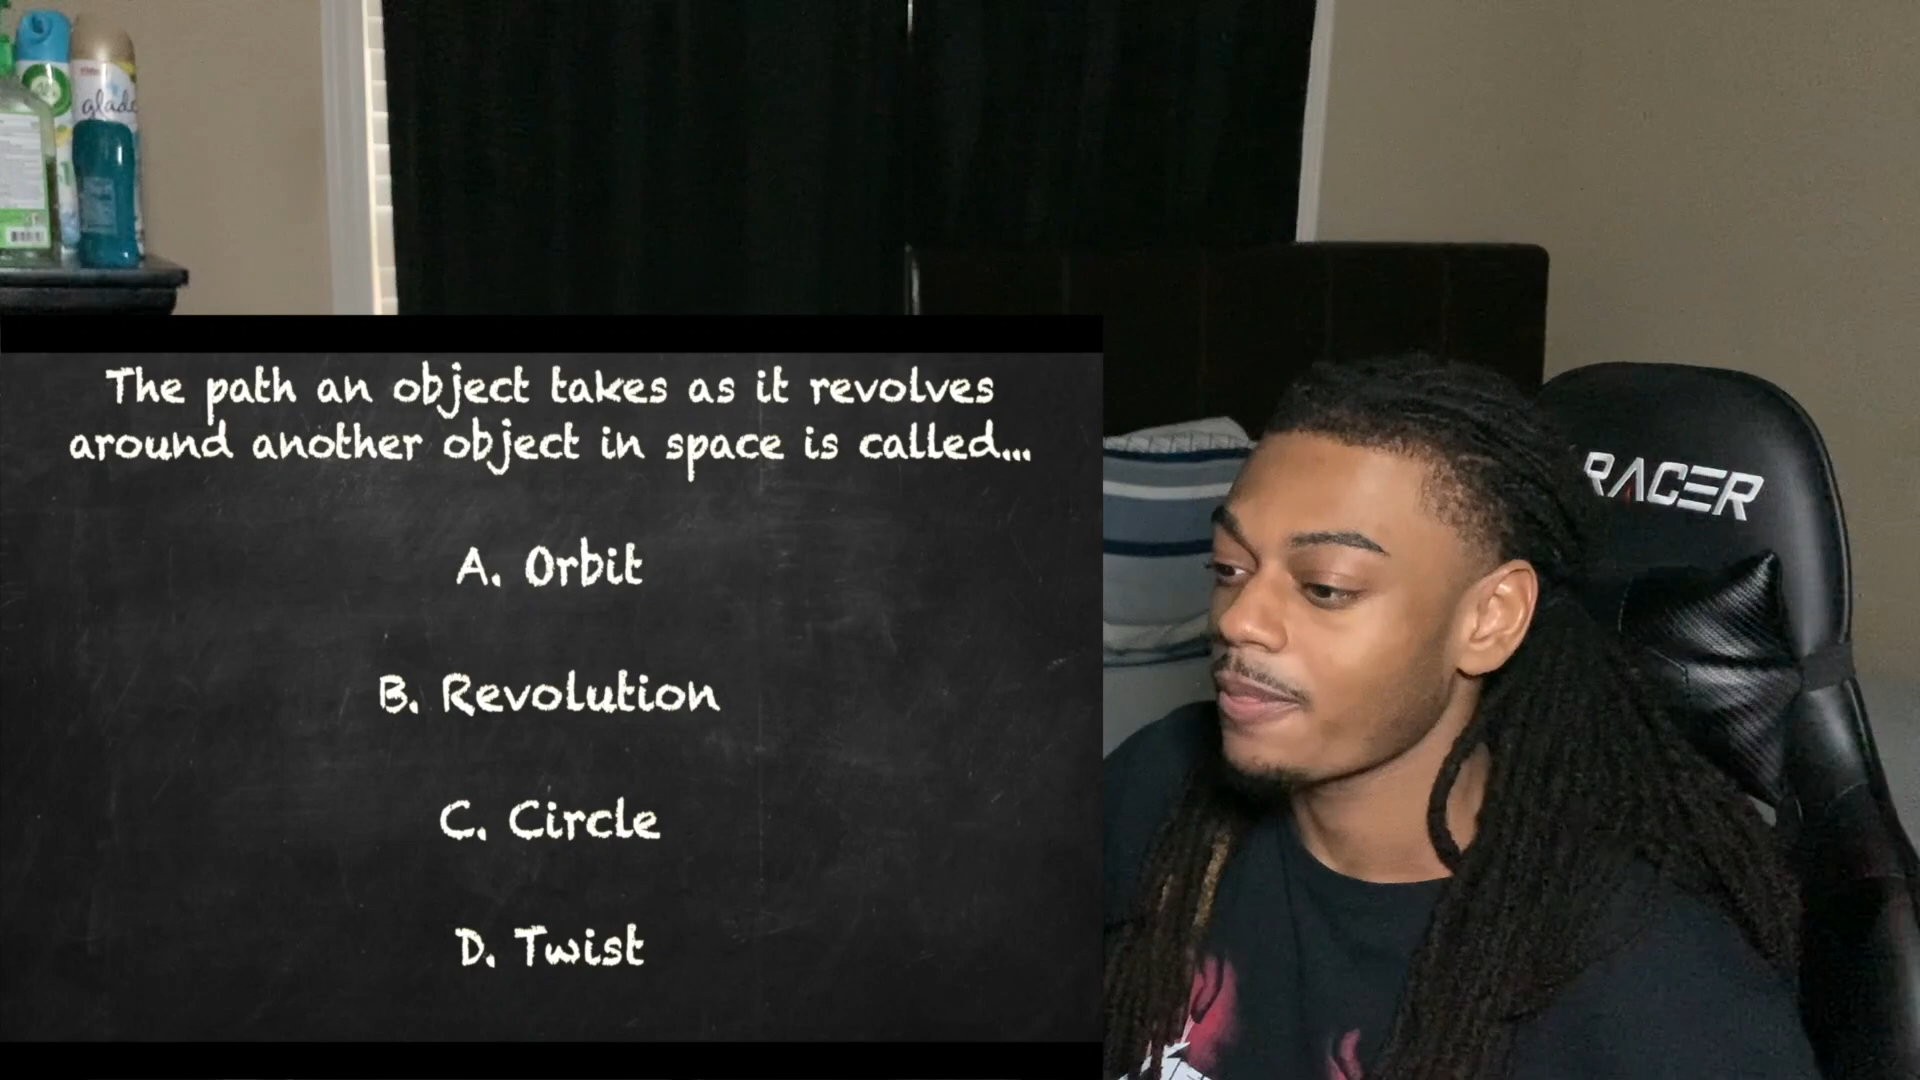 glade
The path an object takes as it revolves
around another object in space is called...
A. Orbit
B. Revolution
C. Circle
D. Twist
RACER